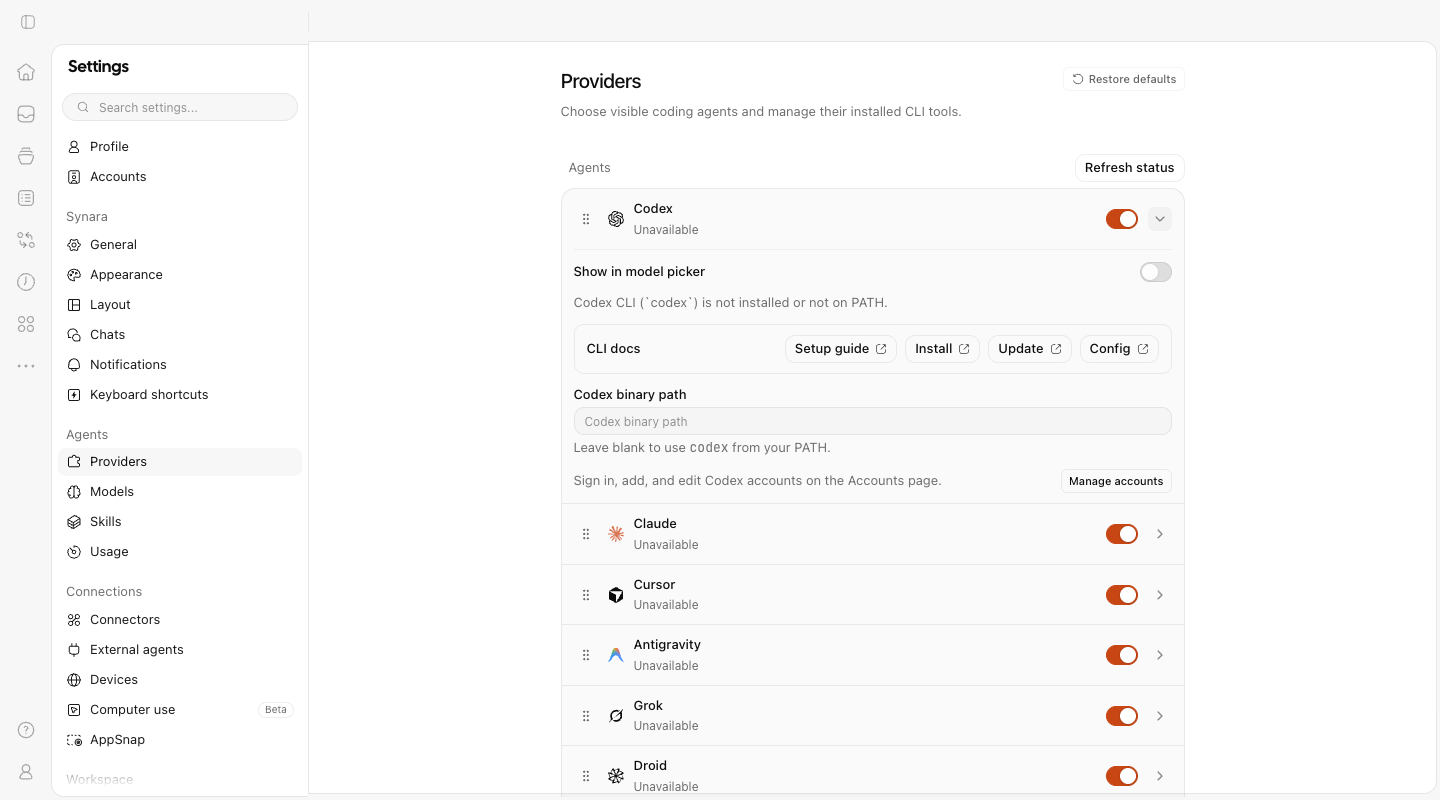 Settings
Search settings...
Profile
Accounts
Synara
General
Appearance
Layout
Chats
Notifications
Keyboard shortcuts
Agents
Providers
Models
Skills
Usage
Connections
Connectors
External agents
Devices
Computer use Beta
AppSnap
Workspace
Providers
Restore defaults
Choose visible coding agents and manage their installed CLI tools.
Agents
Refresh status
Codex
Unavailable
Show in model picker
Codex CLI (`codex`) is not installed or not on PATH.
CLI docs Setup guide Install Update Config
Codex binary path
Codex binary path
Leave blank to use codex from your PATH.
Sign in, add, and edit Codex accounts on the Accounts page. Manage accounts
Claude
Unavailable
Cursor
Unavailable
Antigravity
Unavailable
Grok
Unavailable
Droid
Unavailable